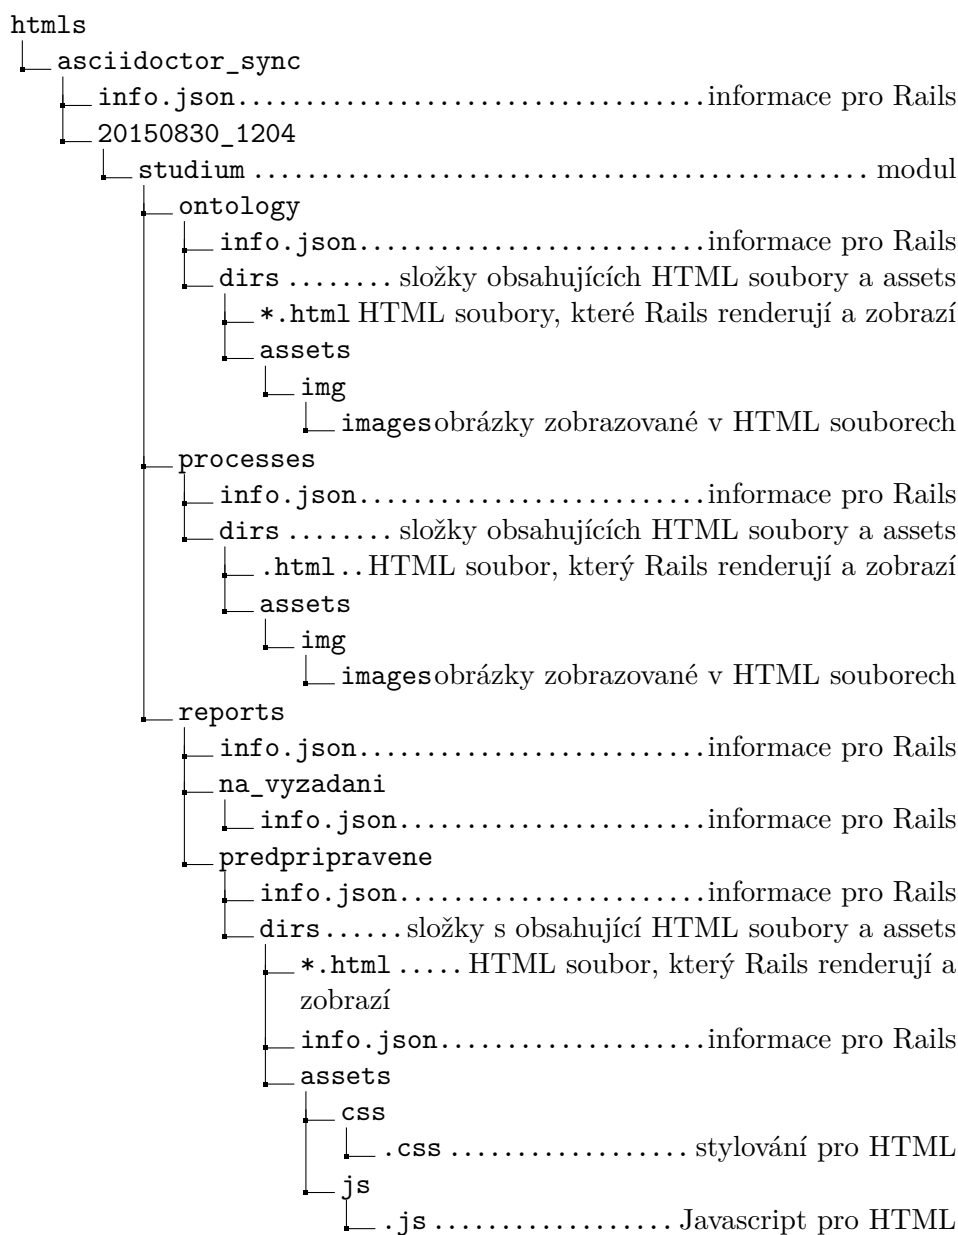 htmls
asciidoctor_sync
info.json...................................informace pro Rails
20150830_1204
studium .............................................. modul
ontology
info.json..........................informace pro Rails
dirs ........ složky obsahujících HTML soubory a assets
*.html HTML soubory, které Rails renderují a zobrazí
assets
img
imagesobrázky zobrazované v HTML souborech
processes
info.json..........................informace pro Rails
dirs ........ složky obsahujících HTML soubory a assets
.html..HTML soubor, který Rails renderují a zobrazí
assets
img
imagesobrázky zobrazované v HTML souborech
reports
info.json..........................informace pro Rails
na_vyzadani
info.json.......................informace pro Rails
predpripravene
info.json.......................informace pro Rails
dirs......složky s obsahující HTML soubory a assets
*.html ..... HTML soubor, který Rails renderují a
zobrazí
info.json....................informace pro Rails
assets
css
.css .................. stylování pro HTML
js
.js .................... Javascript pro HTML